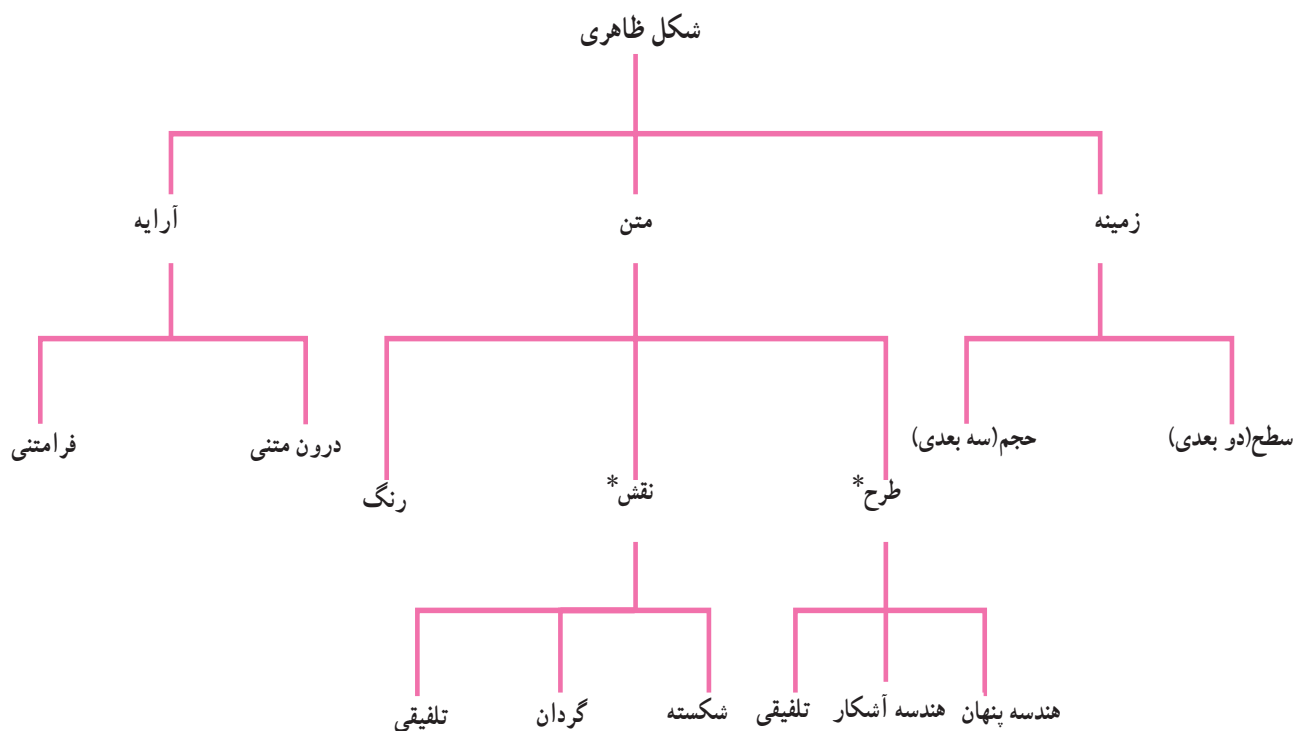 شکل ظاهری
زمینه
متن
آرایه
سطح(دو بعدی)
حجم(سه بعدی)
درون متنی
فرامتنی
طرح*
نقش*
رنگ
هندسه پنهان
هندسه آشکار
تلفیقی
شکسته
گردان
تلفیقی